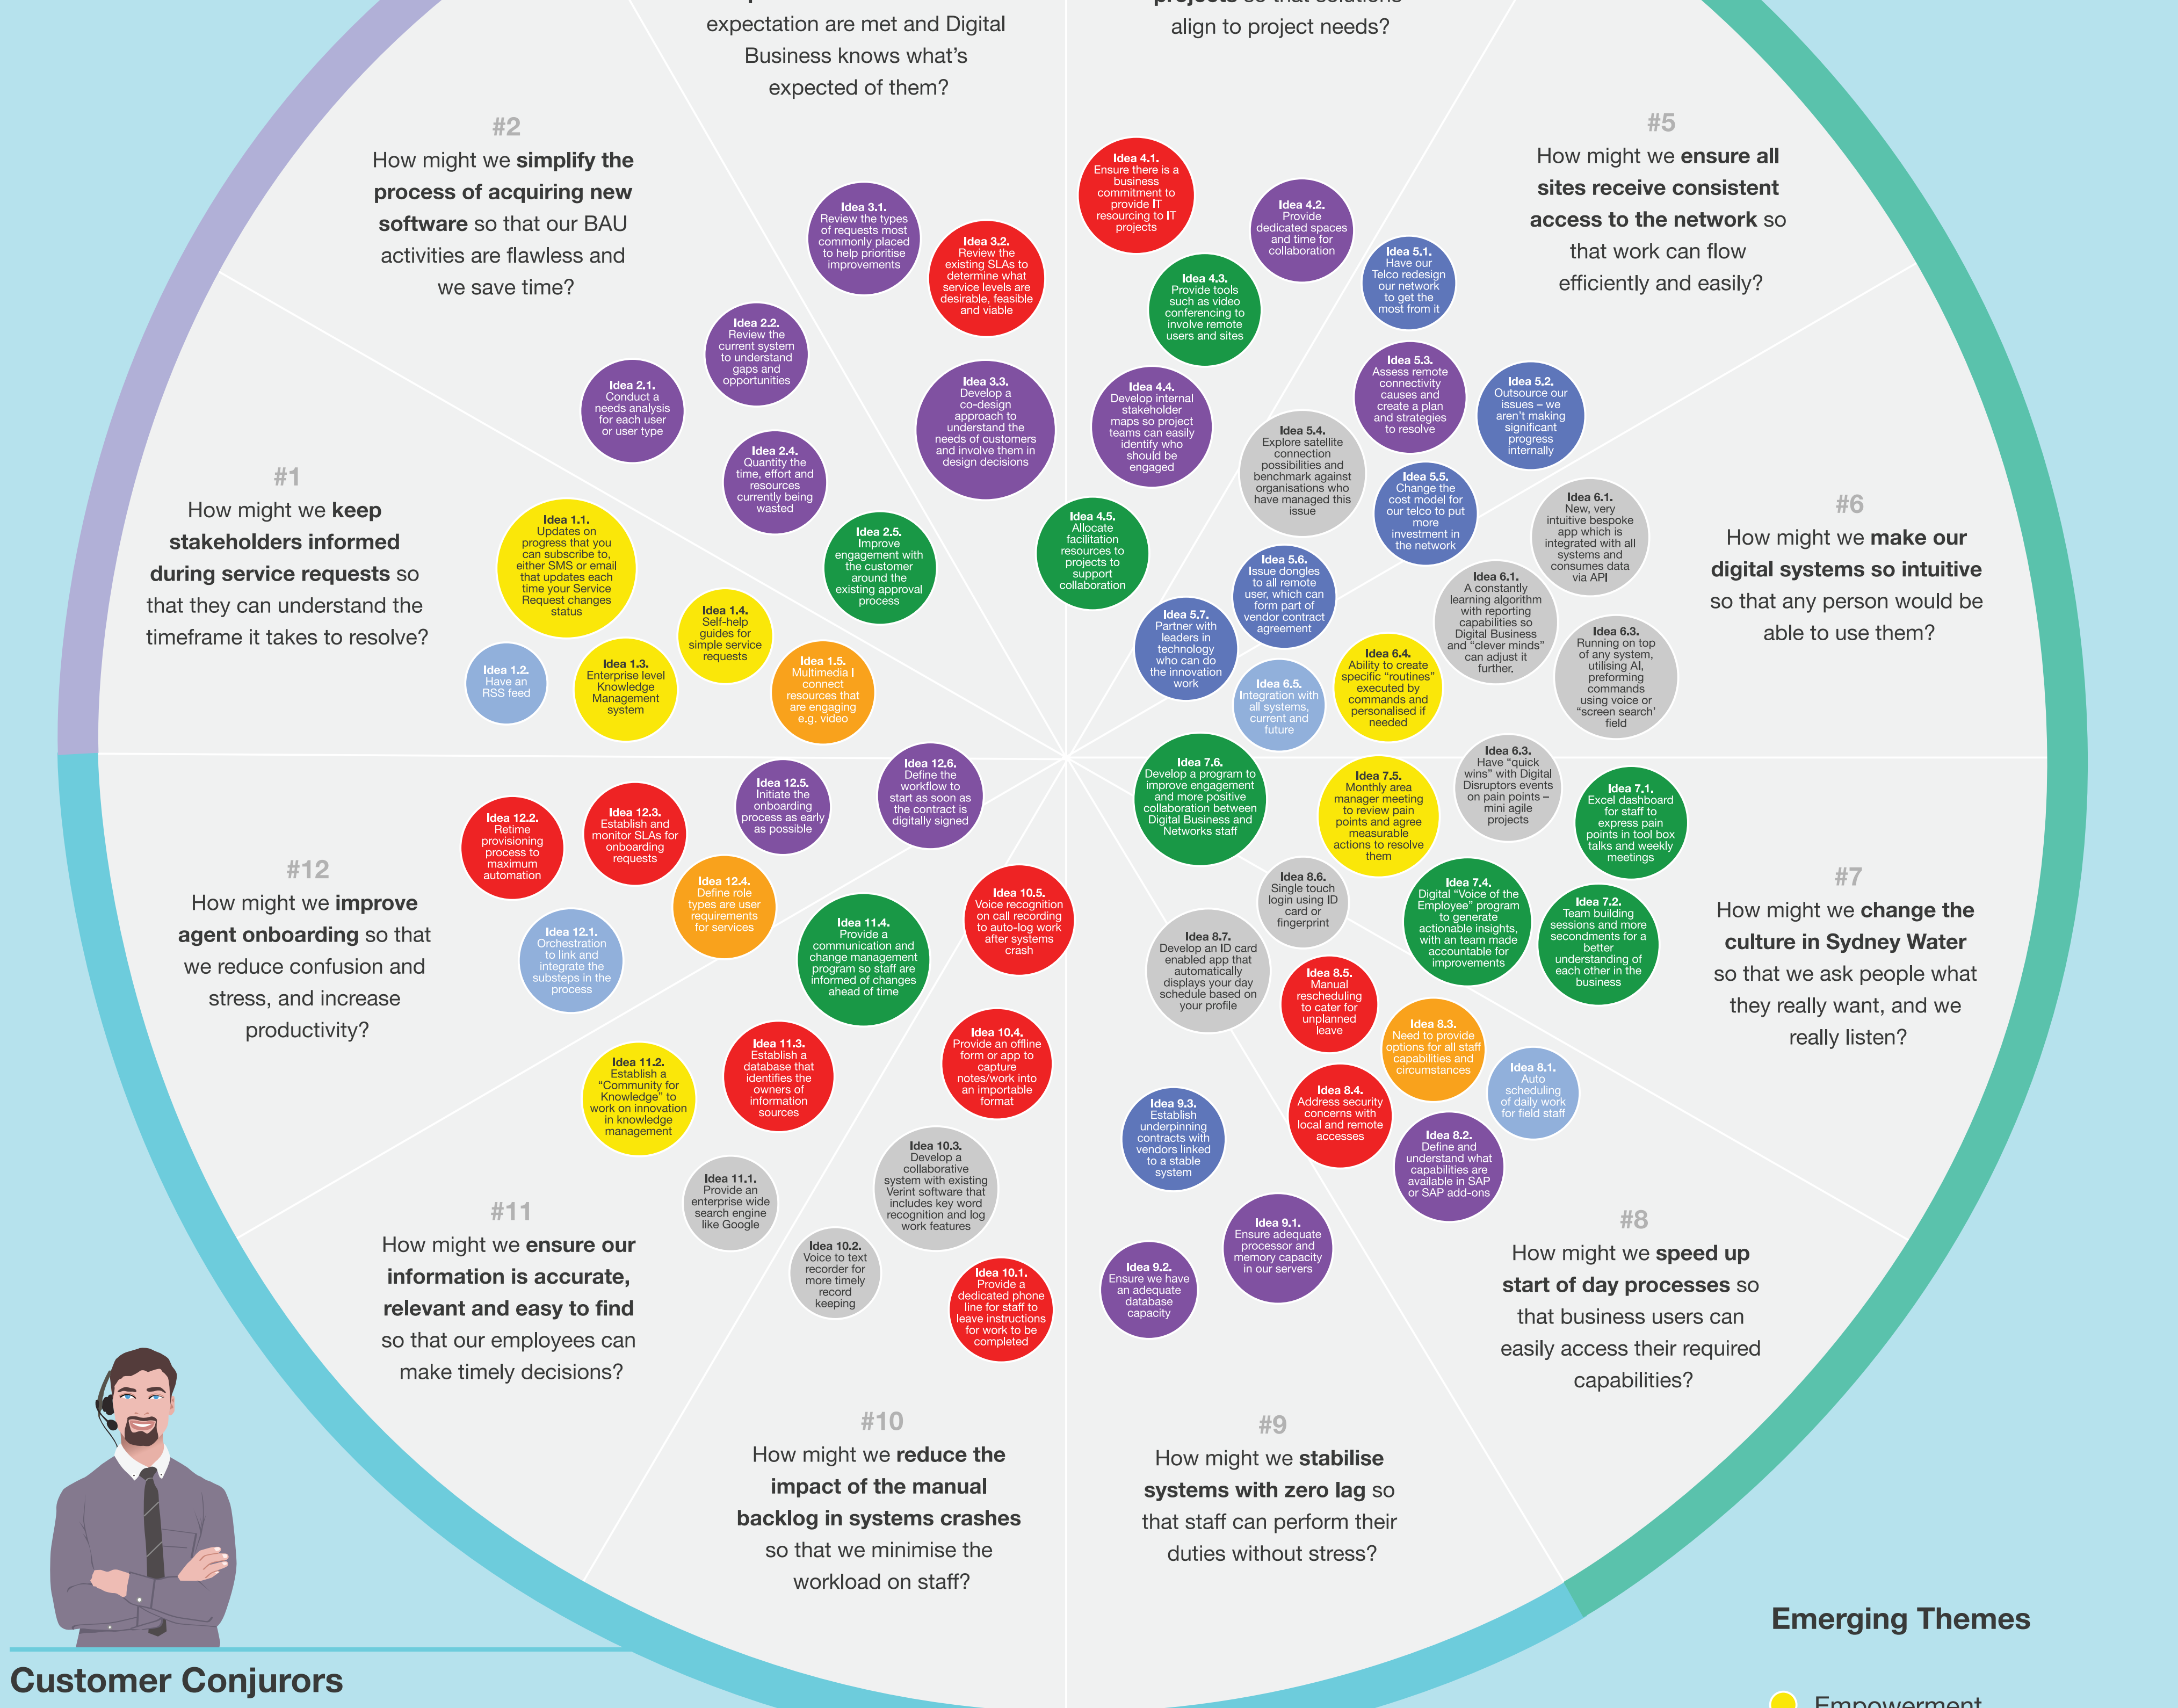 expectation are met and Digital
Business knows what's
expected of them?
align to project needs?
#2
How might we simplify the
process of acquiring new
software so that our BAU
activities are flawless and
we save time?
#5
How might we ensure all
sites receive consistent
access to the network so
that work can flow
efficiently and easily?
#1
How might we keep
stakeholders informed
during service requests so
that they can understand the
timeframe it takes to resolve?
#6
How might we make our
digital systems so intuitive
so that any person would be
able to use them?
Idea 3.1.
Review the types
of requests most
commonly placed
to help prioritise
improvements
Idea 3.2.
Review the
existing SLAs to
determine what
service levels are
desirable, feasible
and viable
Idea 3.3.
Develop a
co-design
approach to
understand the
needs of customers
and involve them in
design decisions
Idea 4.1.
Ensure there is a
business
commitment to
provide IT
resourcing to IT
projects
Idea 4.2.
Provide
dedicated spaces
and time for
collaboration
Idea 4.3.
Provide tools
such as video
conferencing to
involve remote
users and sites
Idea 4.4.
Develop internal
stakeholder
maps so project
teams can easily
identify who
should be
engaged
Idea 4.5.
Allocate
facilitation
resources to
projects to
support
collaboration
Idea 5.1.
Have our
Telco redesign
our network
to get the
most from it
Idea 5.3.
Assess remote
connectivity
causes and
create a plan
and strategies
to resolve
Idea 5.2.
Outsource our
issues – we
aren't making
significant
progress
internally
Idea 5.4.
Explore satellite
connection
possibilities and
benchmark against
organisations who
have managed this
issue
Idea 5.5.
Change the
cost model for
our telco to put
more
investment in
the network
Idea 5.6.
Issue dongles
to all remote
user, which can
form part of
vendor contract
agreement
Idea 5.7.
Partner with
leaders in
technology
who can do
the innovation
work
Idea 2.1.
Conduct a
needs analysis
for each user
or user type
Idea 2.2.
Review the
current system
to understand
gaps and
opportunities
Idea 2.4.
Quantity the
time, effort and
resources
currently being
wasted
Idea 2.5.
Improve
engagement with
the customer
around the
existing approval
process
Idea 1.1.
Updates on
progress that you
can subscribe to,
either SMS or email
that updates each
time your Service
Request changes
status
Idea 1.2.
Have an
RSS feed
Idea 1.3.
Enterprise level
Knowledge
Management
system
Idea 1.4.
Self-help
guides for
simple service
requests
Idea 1.5.
Multimedia I
connect
resources that
are engaging
e.g. video
Idea 6.1.
New, very
intuitive bespoke
app which is
integrated with all
systems and
consumes data
via API
Idea 6.1.
A constantly
learning algorithm
with reporting
capabilities so
Digital Business
and "clever minds"
can adjust it
further.
Idea 6.3.
Running on top
of any system,
utilising AI,
preforming
commands
using voice or
'screen search'
field
Idea 6.4.
Ability to create
specific "routines"
executed by
commands and
personalised if
needed
Idea 6.5.
Integration with
all systems,
current and
future
Idea 6.3.
Have "quick
wins" with Digital
Disruptors events
on pain points –
mini agile
projects
Idea 7.6.
Develop a program to
improve engagement
and more positive
collaboration between
Digital Business and
Networks staff
Idea 7.5.
Monthly area
manager meeting
to review pain
points and agree
measurable
actions to resolve
them
Idea 7.1.
Excel dashboard
for staff to
express pain
points in tool box
talks and weekly
meetings
Idea 7.4.
Digital "Voice of the
Employee" program
to generate
actionable insights,
with an team made
accountable for
improvements
Idea 7.2.
Team building
sessions and more
secondments for a
better
understanding of
each other in the
business
#7
How might we change the
culture in Sydney Water
so that we ask people what
they really want, and we
really listen?
Idea 8.6.
Single touch
login using ID
card or
fingerprint
Idea 8.7.
Develop an ID card
enabled app that
automatically
displays your day
schedule based on
your profile
Idea 8.5.
Manual
rescheduling
to cater for
unplanned
leave
Idea 8.3.
Need to provide
options for all staff
capabilities and
circumstances
Idea 8.1.
Auto
scheduling
of daily work
for field staff
Idea 8.4.
Address security
concerns with
local and remote
accesses
Idea 8.2.
Define and
understand what
capabilities are
available in SAP
or SAP add-ons
#8
How might we speed up
start of day processes so
that business users can
easily access their required
capabilities?
Idea 9.3.
Establish
underpinning
contracts with
vendors linked
to a stable
system
Idea 9.1.
Ensure adequate
processor and
memory capacity
in our servers
Idea 9.2.
Ensure we have
an adequate
database
capacity
#9
How might we stabilise
systems with zero lag so
that staff can perform their
duties without stress?
Idea 10.5.
Voice recognition
on call recording
to auto-log work
after systems
crash
Idea 10.4.
Provide an offline
form or app to
capture
notes/work into
an importable
format
Idea 10.3.
Develop a
collaborative
system with existing
Verint software that
includes key word
recognition and log
work features
Idea 10.2.
Voice to text
recorder for
more timely
record
keeping
Idea 10.1.
Provide a
dedicated phone
line for staff to
leave instructions
for work to be
completed
#10
How might we reduce the
impact of the manual
backlog in systems crashes
so that we minimise the
workload on staff?
Idea 11.4.
Provide a
communication and
change management
program so staff are
informed of changes
ahead of time
Idea 11.3.
Establish a
database that
identifies the
owners of
information
sources
Idea 11.2.
Establish a
"Community for
Knowledge" to
work on innovation
in knowledge
management
Idea 11.1.
Provide an
enterprise wide
search engine
like Google
#11
How might we ensure our
information is accurate,
relevant and easy to find
so that our employees can
make timely decisions?
Idea 12.6.
Define the
workflow to
start as soon as
the contract is
digitally signed
Idea 12.5.
Initiate the
onboarding
process as early
as possible
Idea 12.3.
Establish and
monitor SLAs for
onboarding
requests
Idea 12.2.
Retime
provisioning
process to
maximum
automation
Idea 12.4.
Define role
types are user
requirements
for services
Idea 12.1.
Orchestration
to link and
integrate the
substeps in the
process
#12
How might we improve
agent onboarding so that
we reduce confusion and
stress, and increase
productivity?
Customer Conjurors
Emerging Themes
Empowerment